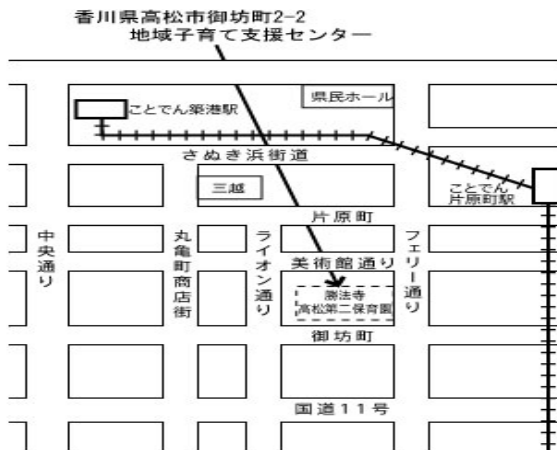 香川県高松市御坊町2-2
地域子育て支援センター
県民ホール
ことでん築港駅
さぬき浜街道
三越
ことでん
片原町駅
片原町
中央通り
丸亀町商店街
ライオン通り
フェリー通り
美術館通り
勝法寺
高松第二保育園
御坊町
国道11号